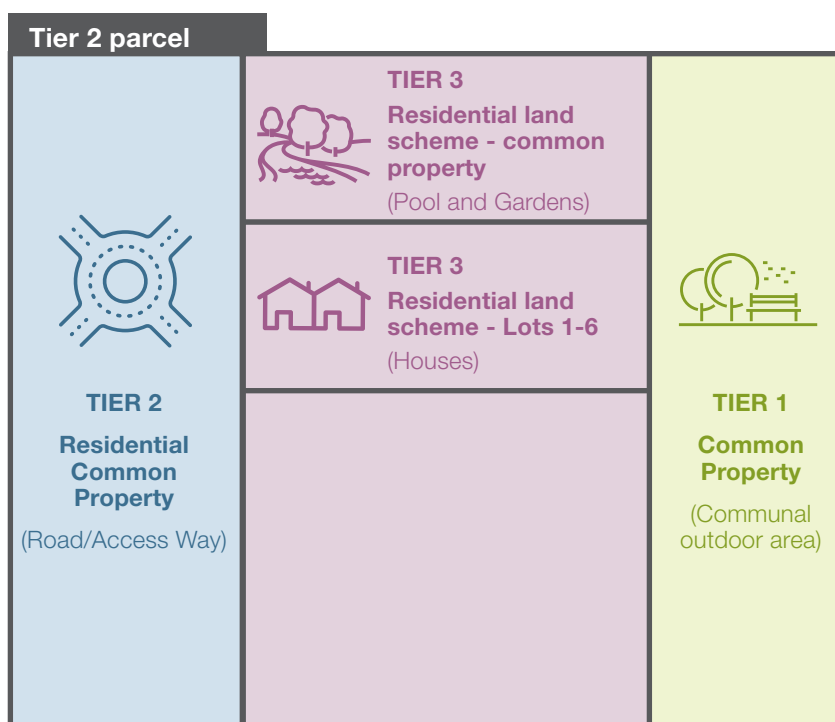 Tier 2 parcel
TIER 3
Residential land
scheme - common
property
(Pool and Gardens)
TIER 3
Residential land
scheme - Lots 1-6
(Houses)
TIER 2
Residential
Common
Property
(Road/Access Way)
TIER 1
Common
Property
(Communal
outdoor area)